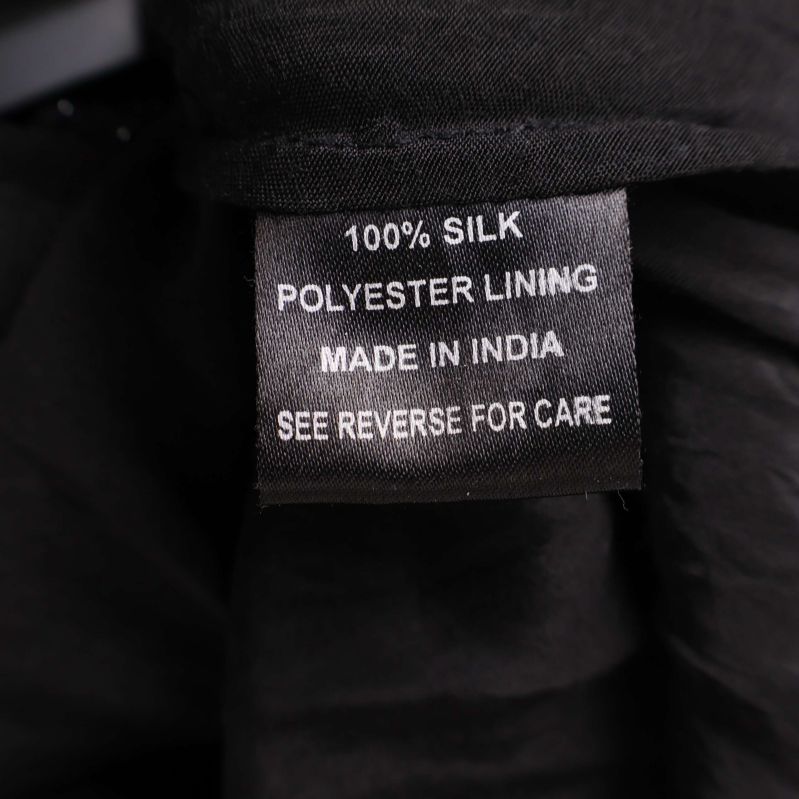 100% SILK
POLYESTER LINING
MADE IN INDIA
SEE REVERSE FOR CARE